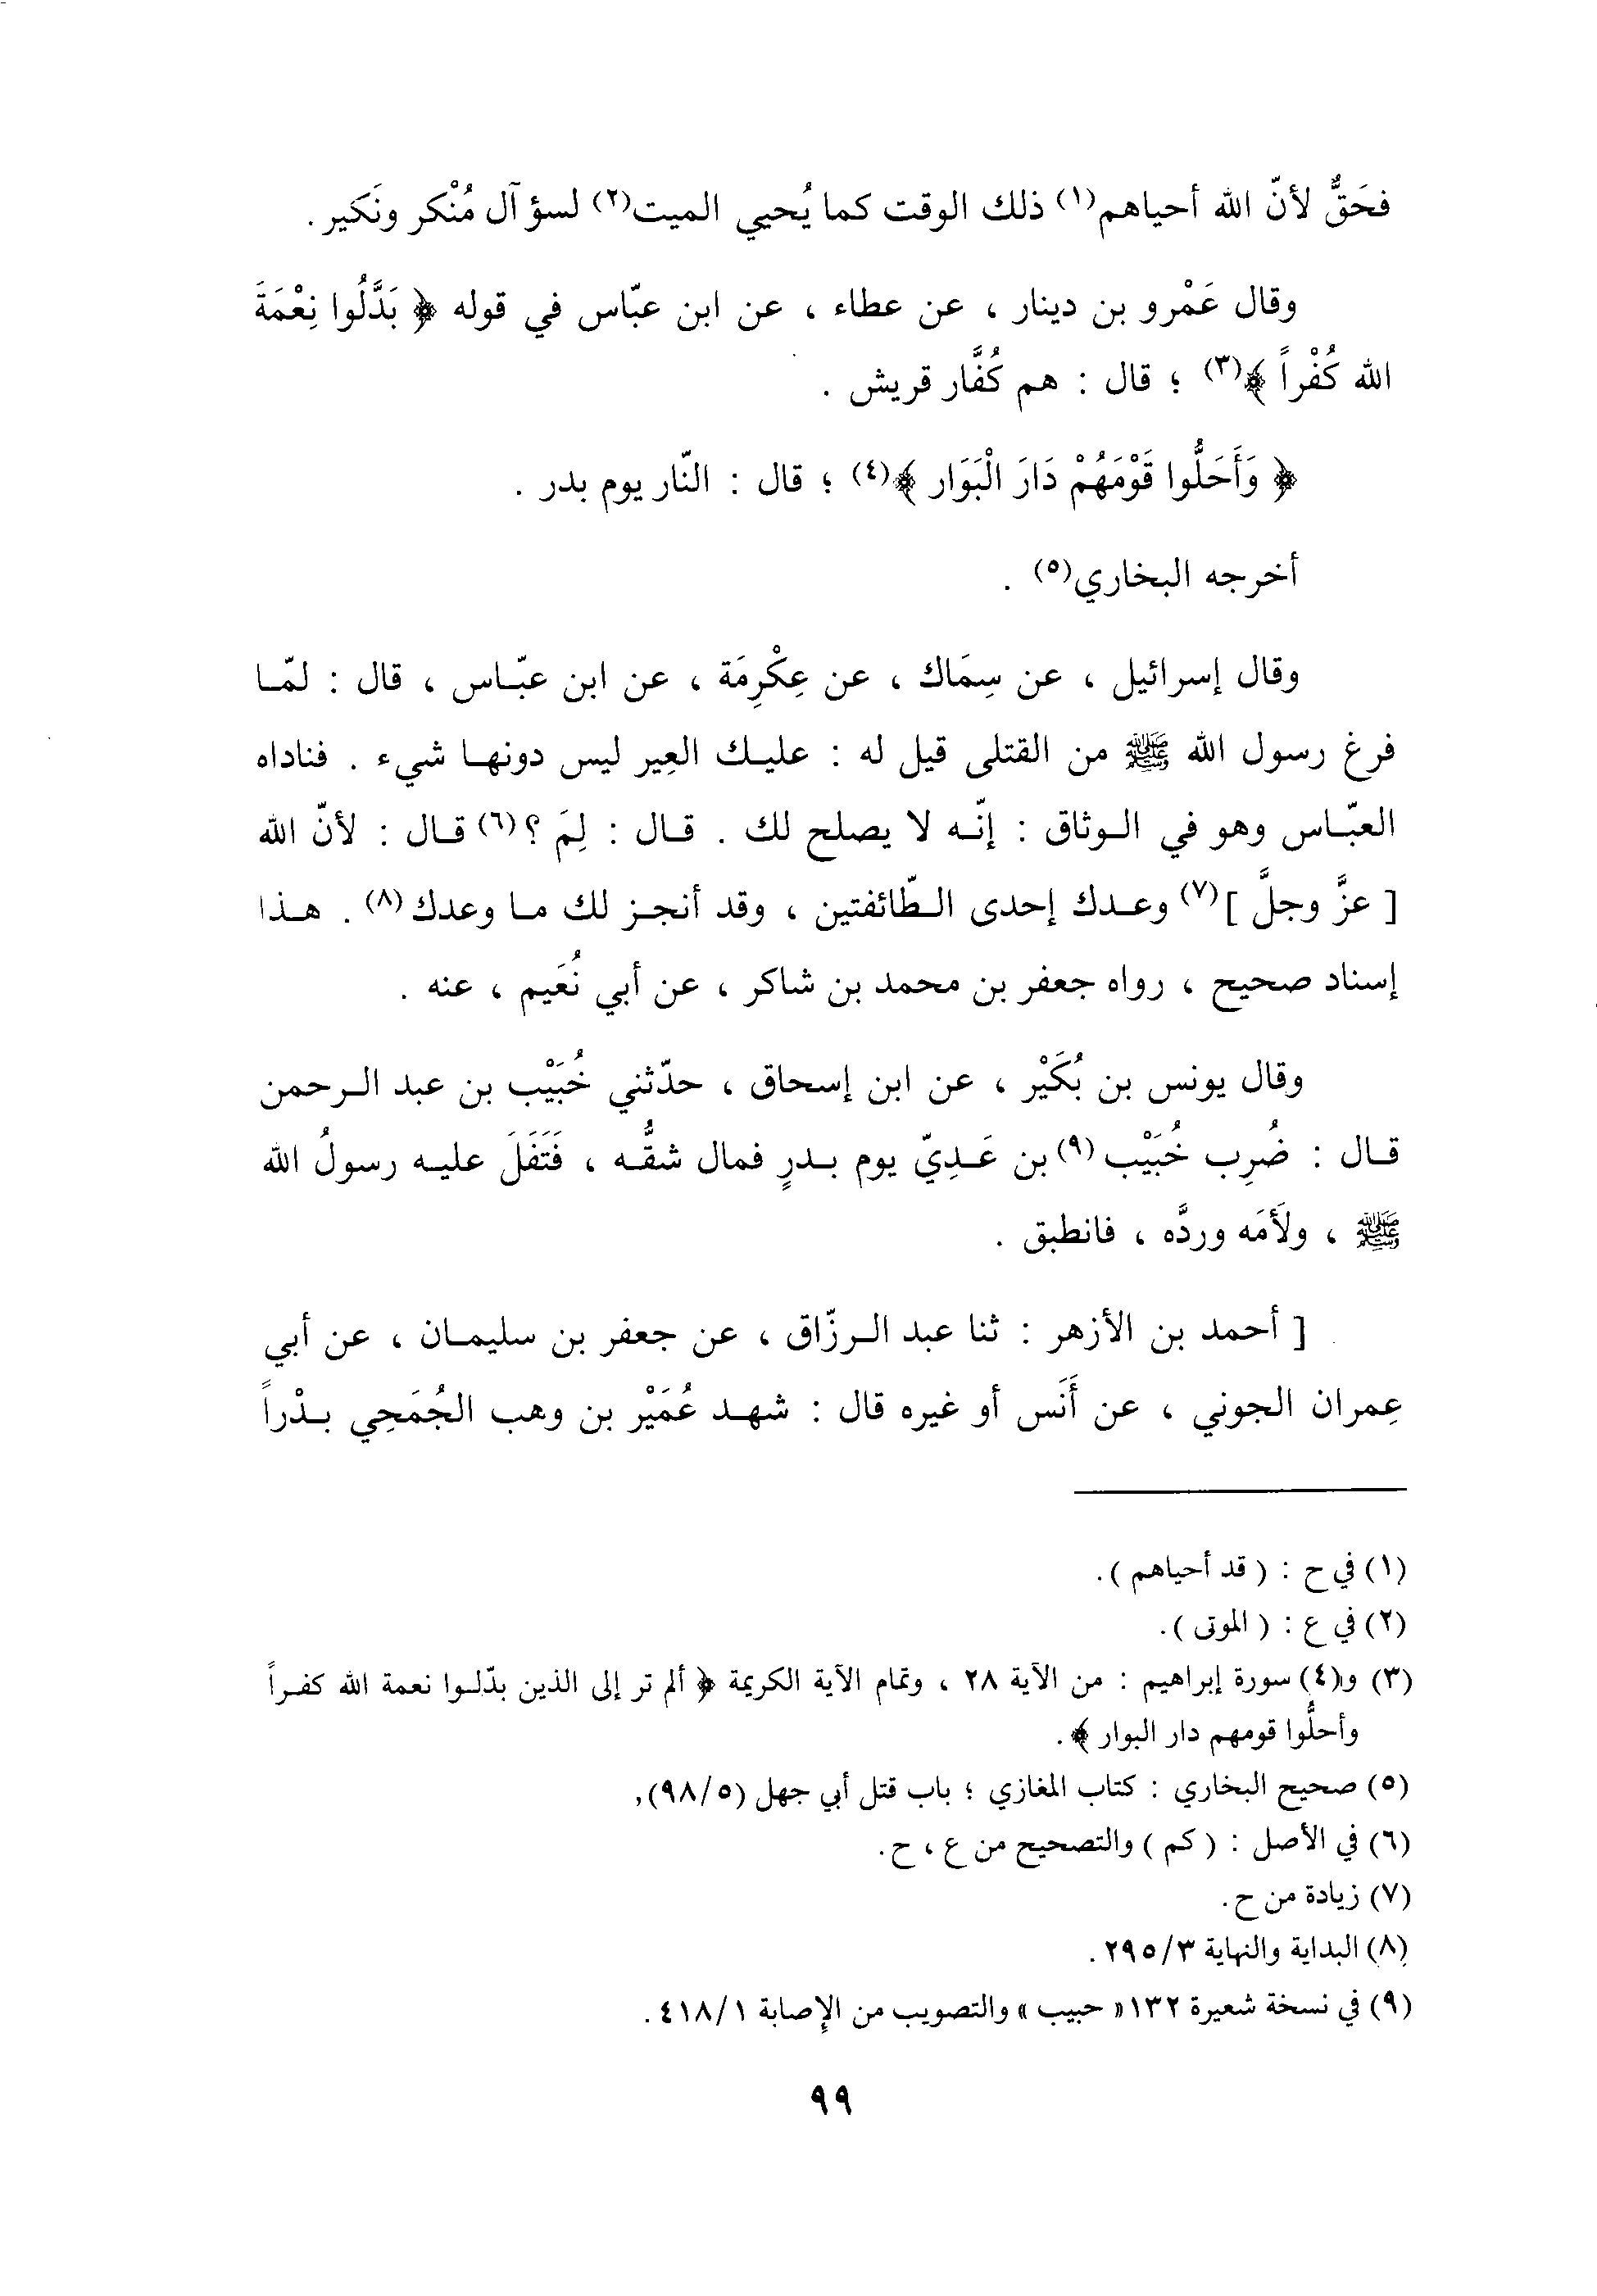 فحَقٌّ لأنّ الله أحياهم(١) ذلك الوقت كما يُحيي الميت(٢) لسؤآل مُنْكر ونَكير .
وقال عَمْرو بن دينار ، عن عطاء ، عن ابن عبّاس في قوله ﴿ بَدَّلُوا نِعْمَةَ
الله كُفْراً ﴾(٣) ؛ قال : هم كُفَّار قريش .
﴿ وَأَحَلُّوا قَوْمَهُمْ دَارَ الْبَوَار ﴾(٤) ؛ قال : النّار يوم بدر .
أخرجه البخاري(٥) .
وقال إسرائيل ، عن سِمَاك ، عن عِكْرِمَة ، عن ابن عبّاس ، قال : لمّا
فرغ رسول الله ﷺ من القتلى قيل له : عليك العِير ليس دونها شيء . فناداه
العبّاس وهو في الوثاق : إنّه لا يصلح لك . قال : لِمَ ؟(٦) قال : لأنّ الله
[ عزَّ وجلَّ ](٧) وعدك إحدى الطّائفتين ، وقد أنجز لك ما وعدك(٨) . هذا
إسناد صحيح ، رواه جعفر بن محمد بن شاكر ، عن أبي نُعَيم ، عنه .
وقال يونس بن بُكَيْر ، عن ابن إسحاق ، حدّثني خُبَيْب بن عبد الرحمن
قال : ضُرِب خُبَيْب(٩) بن عَدِيّ يوم بدرٍ فمال شقُّه ، فَتَفَلَ عليه رسولُ الله
ﷺ ، ولَأَمَه وردَّه ، فانطبق .
[ أحمد بن الأزهر : ثنا عبد الرزّاق ، عن جعفر بن سليمان ، عن أبي
عِمران الجوني ، عن أَنَس أو غيره قال : شهد عُمَيْر بن وهب الجُمَحِي بدْراً
(١) في ح : ( قد أحياهم ).
(٢) في ع : ( الموتى ).
(٣) و(٤) سورة إبراهيم : من الآية ٢٨ ، وتمام الآية الكريمة ﴿ ألم تر إلى الذين بدّلوا نعمة الله كفراً
وأحلُّوا قومهم دار البوار ﴾.
(٥) صحيح البخاري : كتاب المغازي ؛ باب قتل أبي جهل (٩٨/٥),
(٦) في الأصل : ( كم ) والتصحيح من ع ، ح.
(٧) زيادة من ح.
(٨) البداية والنهاية ٢٩٥/٣ .
(٩) في نسخة شعيرة ١٣٢ « حبيب » والتصويب من الإصابة ٤١٨/١ .
٩٩